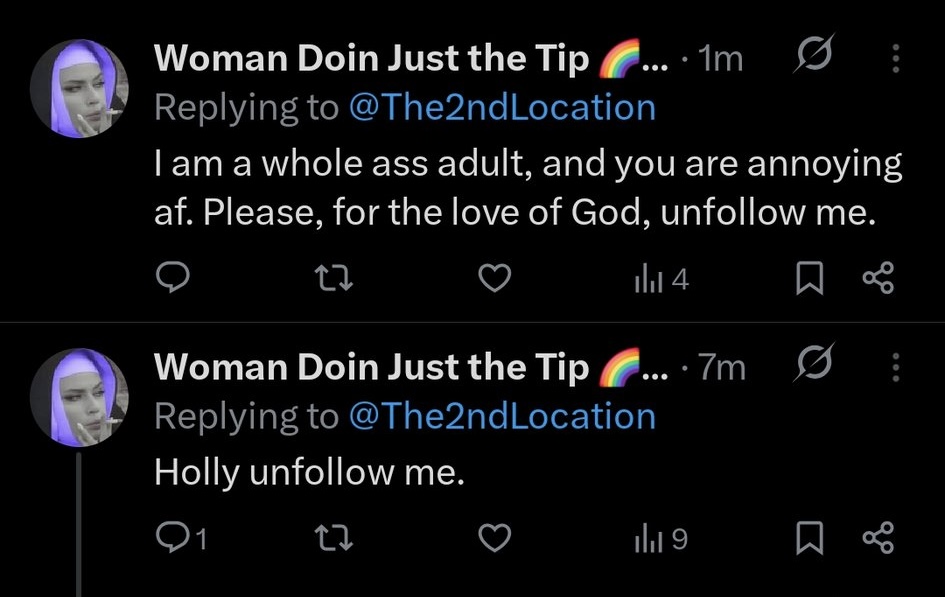 Woman Doin Just the Tip 🌈... · 1m
Replying to @The2ndLocation
I am a whole ass adult, and you are annoying
af. Please, for the love of God, unfollow me.
4
Woman Doin Just the Tip 🌈... · 7m
Replying to @The2ndLocation
Holly unfollow me.
1 9